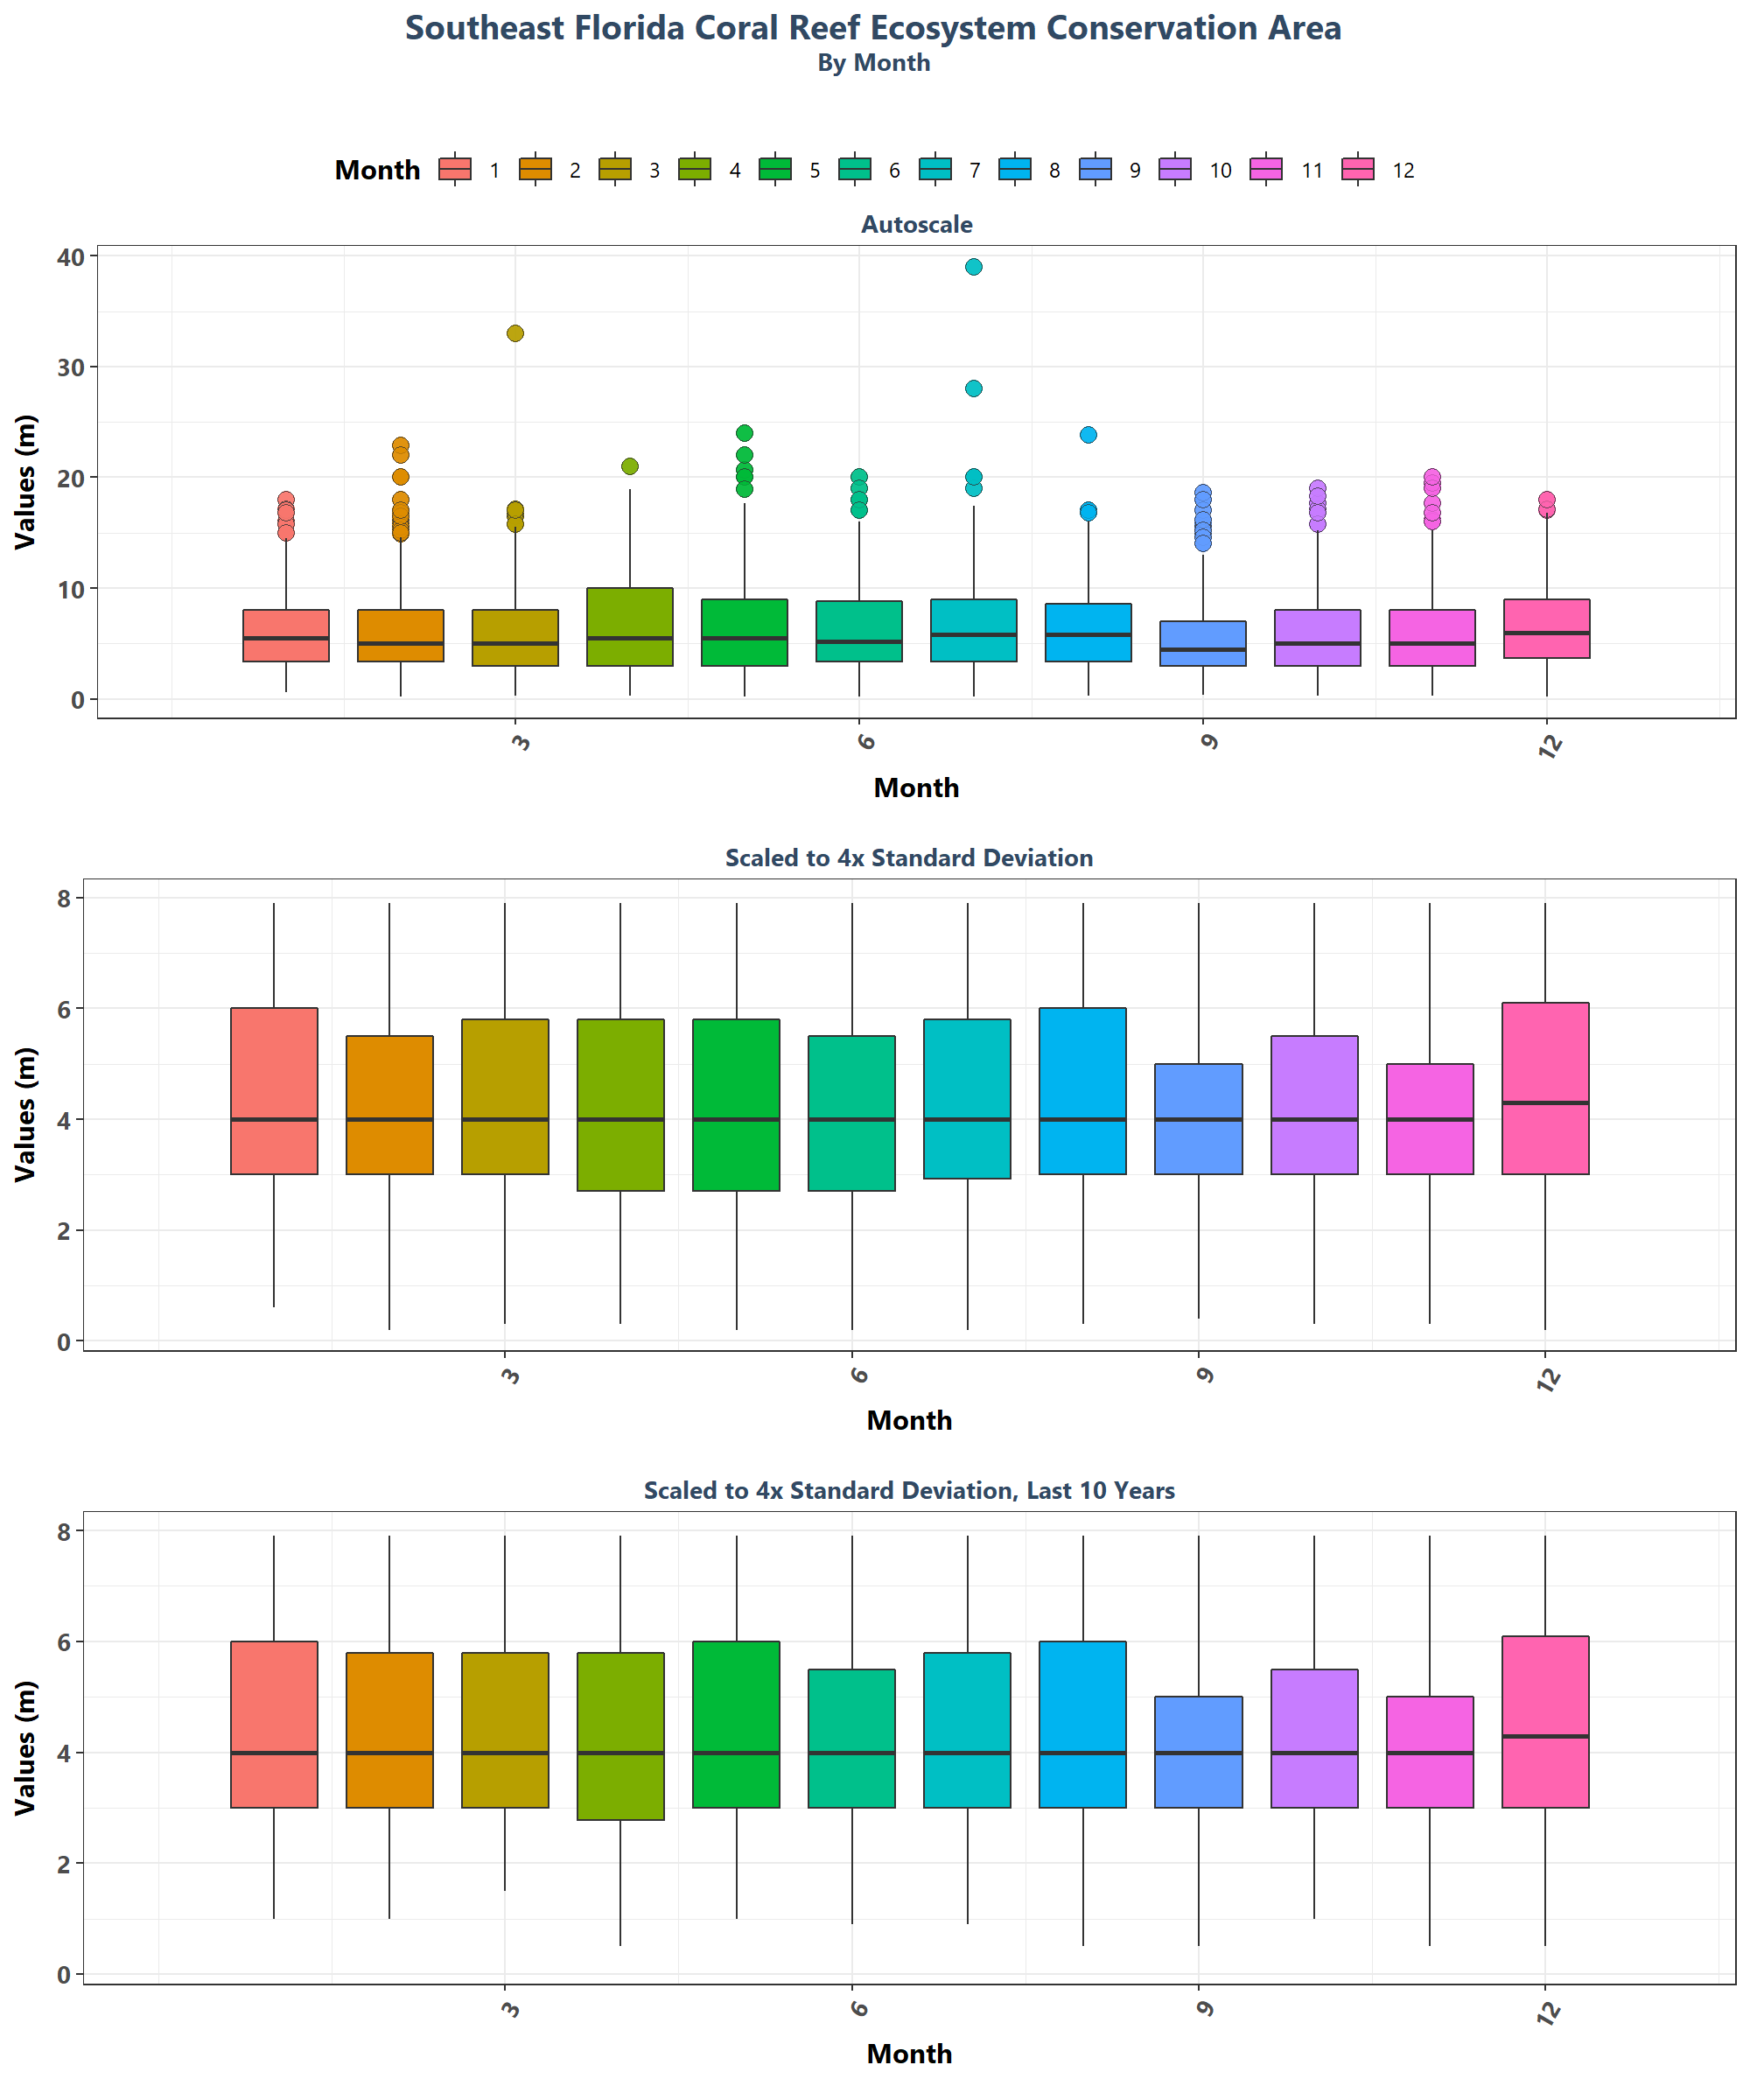 Southeast Florida Coral Reef Ecosystem Conservation Area
By Month
Month 1 2 3 4 5 6 7 8 9 10 11 12
Autoscale
Values (m)
40
30
20
10
0
3 6 9 12
Month
Scaled to 4x Standard Deviation
Values (m)
8
6
4
2
0
3 6 9 12
Month
Scaled to 4x Standard Deviation, Last 10 Years
Values (m)
8
6
4
2
0
3 6 9 12
Month